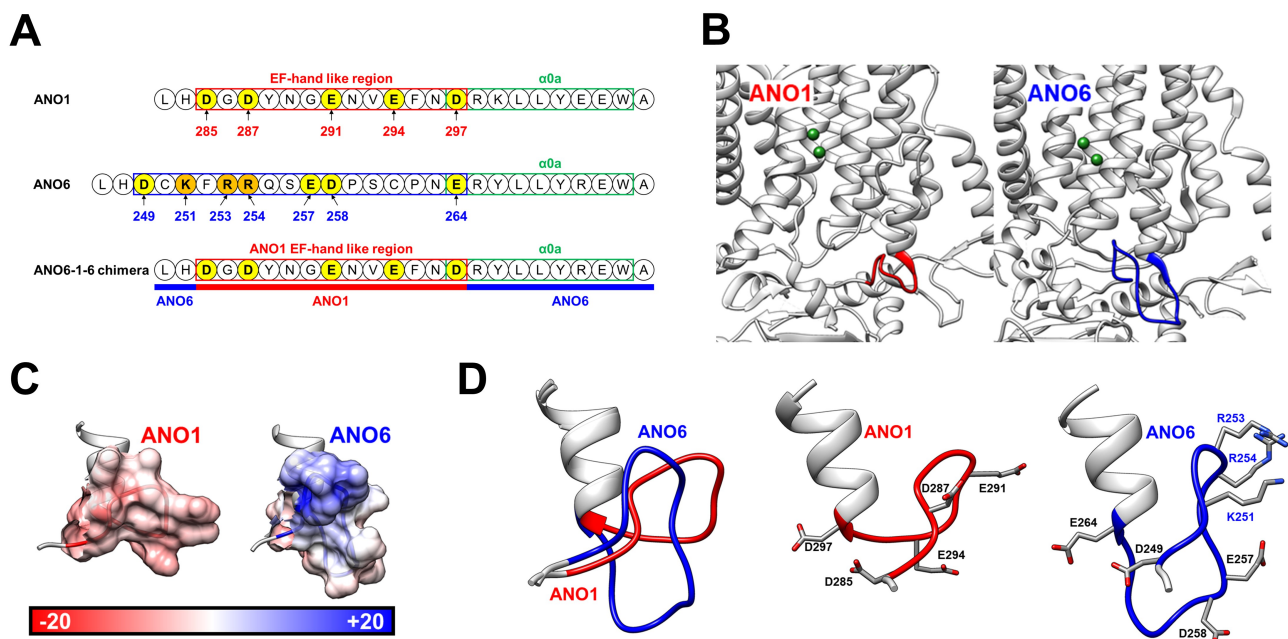 A
EF-hand like region α0a
ANO1 L H D G D Y N G E N V E F N D R K L L Y E E W A
285 287 291 294 297
α0a
ANO6 L H D C K F R R Q S E D P S C P N E R Y L L Y R E W A
249 251 253 254 257 258 264
ANO1 EF-hand like region α0a
ANO6-1-6 chimera L H D G D Y N G E N V E F N D R Y L L Y R E W A
ANO6 ANO1 ANO6
B
ANO1 ANO6
C
ANO1 ANO6
-20 +20
D
ANO6
ANO1
ANO1
D287
E291
D297
E294
D285
ANO6
R253
R254
K251
E264
D249
E257
D258